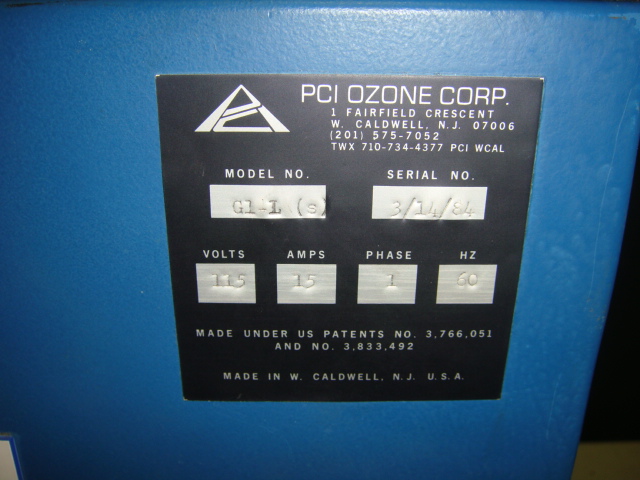 PCI OZONE CORP.
1 FAIRFIELD CRESCENT
W. CALDWELL, N.J. 07006
(201) 575-7052
TWX 710-734-4377 PCI WCAL
MODEL NO. SERIAL NO.
G1-L (s) 3/14/84
VOLTS AMPS PHASE HZ
115 15 1 60
MADE UNDER US PATENTS NO. 3,766,051
AND NO. 3,833,492
MADE IN W. CALDWELL, N.J. U.S.A.